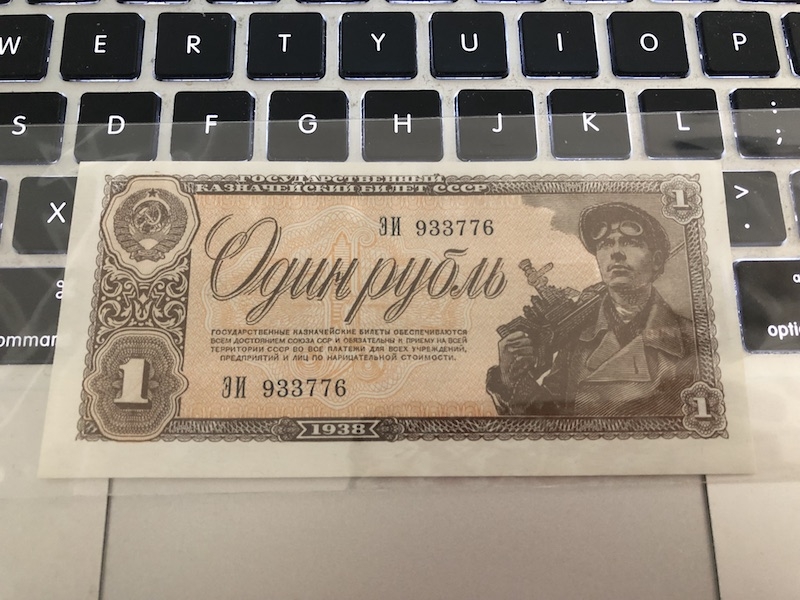 W E R T Y U I O P
S D F G H J K L : ;
X > .
command
option
ГОСУДАРСТВЕННЫЙ
КАЗНАЧЕЙСКИЙ БИЛЕТ СССР
1
ЭИ 933776
Один рубль
ГОСУДАРСТВЕННЫЕ КАЗНАЧЕЙСКИЕ БИЛЕТЫ ОБЕСПЕЧИВАЮТСЯ
ВСЕМ ДОСТОЯНИЕМ СОЮЗА ССР И ОБЯЗАТЕЛЬНЫ К ПРИЕМУ НА ВСЕЙ
ТЕРРИТОРИИ СССР ВО ВСЕ ПЛАТЕЖИ ДЛЯ ВСЕХ УЧРЕЖДЕНИЙ,
ПРЕДПРИЯТИЙ И ЛИЦ ПО НАРИЦАТЕЛЬНОЙ СТОИМОСТИ.
1
ЭИ 933776
1
1938